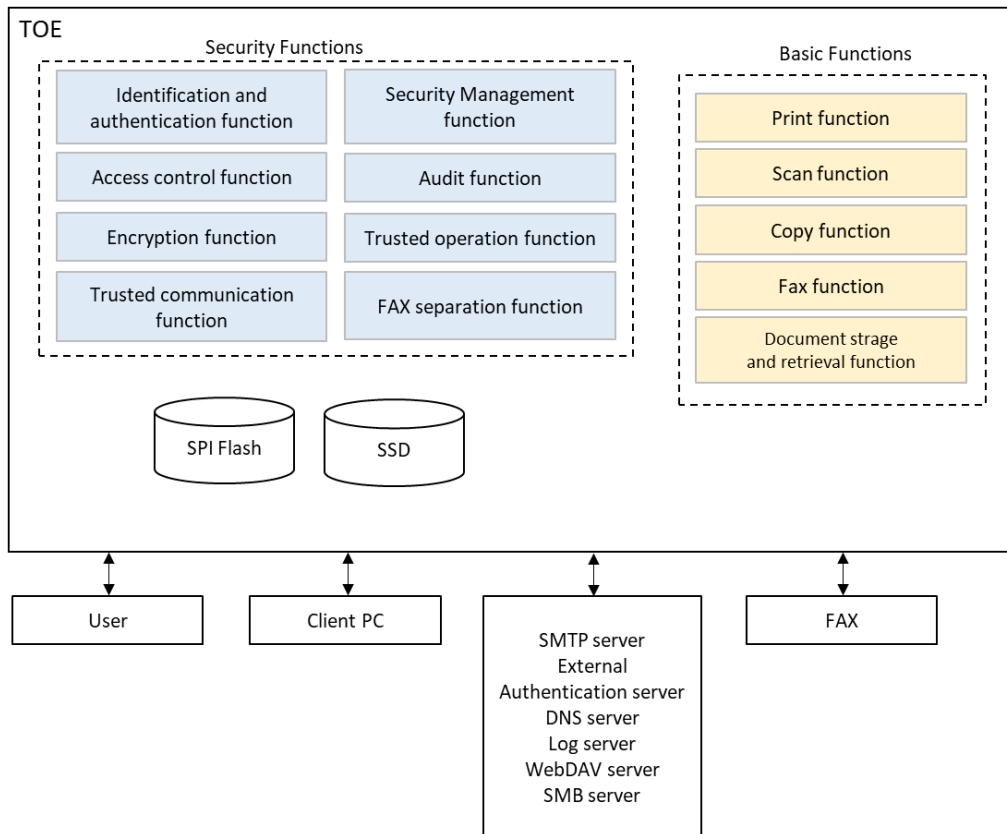 TOE
Security Functions
Identification and
authentication function
Security Management
function
Access control function
Audit function
Encryption function
Trusted operation function
Trusted communication
function
FAX separation function
Basic Functions
Print function
Scan function
Copy function
Fax function
Document strage
and retrieval function
SPI Flash
SSD
User
Client PC
SMTP server
External
Authentication server
DNS server
Log server
WebDAV server
SMB server
FAX